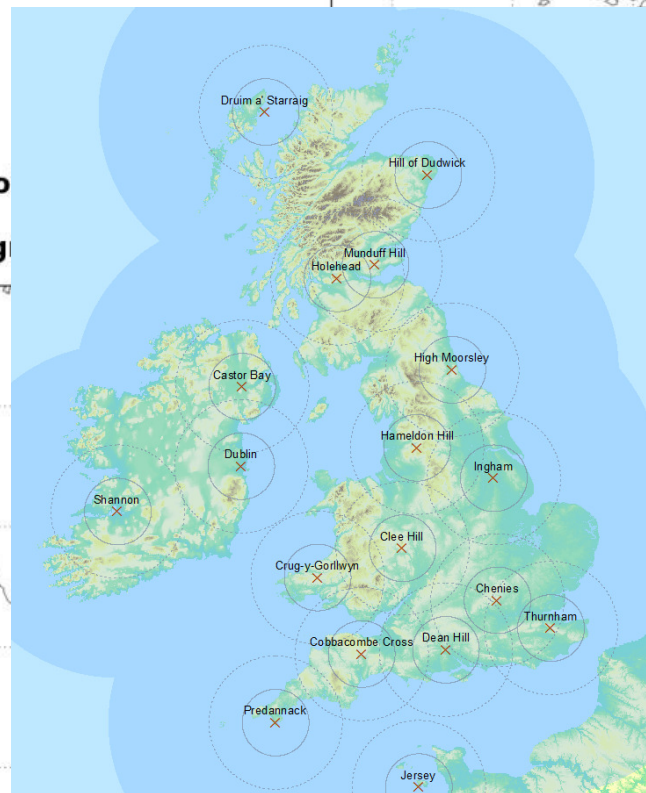 Druim a' Starraig
Hill of Dudwick
Munduff Hill
Holehead
High Moorsley
Castor Bay
Hameldon Hill
Dublin
Ingham
Shannon
Clee Hill
Crug-y-Gorllwyn
Chenies
Thurnham
Cobbacombe Cross
Dean Hill
Predannack
Jersey